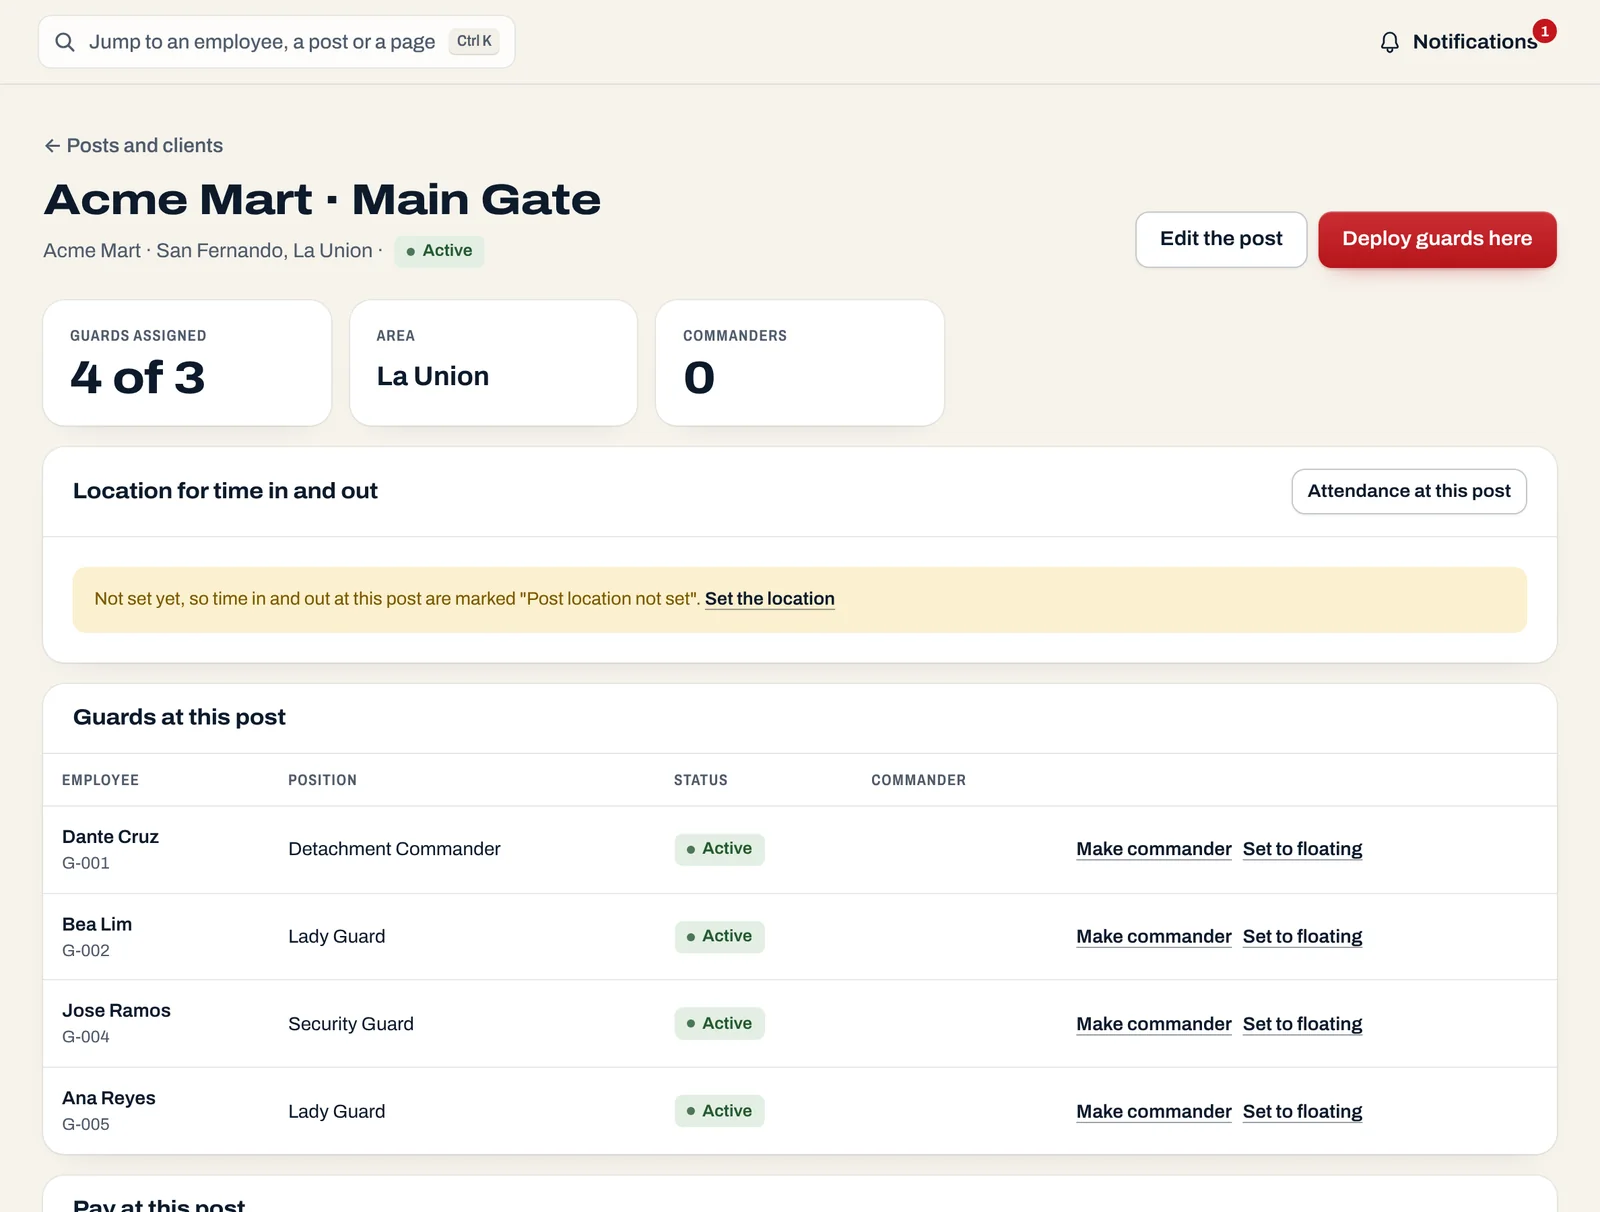 Jump to an employee, a post or a page Ctrl K
Notifications 1
← Posts and clients
Acme Mart · Main Gate
Acme Mart · San Fernando, La Union · Active
Edit the post
Deploy guards here
GUARDS ASSIGNED
4 of 3
AREA
La Union
COMMANDERS
0
Location for time in and out
Attendance at this post
Not set yet, so time in and out at this post are marked "Post location not set". Set the location
Guards at this post
EMPLOYEE POSITION STATUS COMMANDER
Dante Cruz
G-001
Detachment Commander Active Make commander Set to floating
Bea Lim
G-002
Lady Guard Active Make commander Set to floating
Jose Ramos
G-004
Security Guard Active Make commander Set to floating
Ana Reyes
G-005
Lady Guard Active Make commander Set to floating
Pay at this post